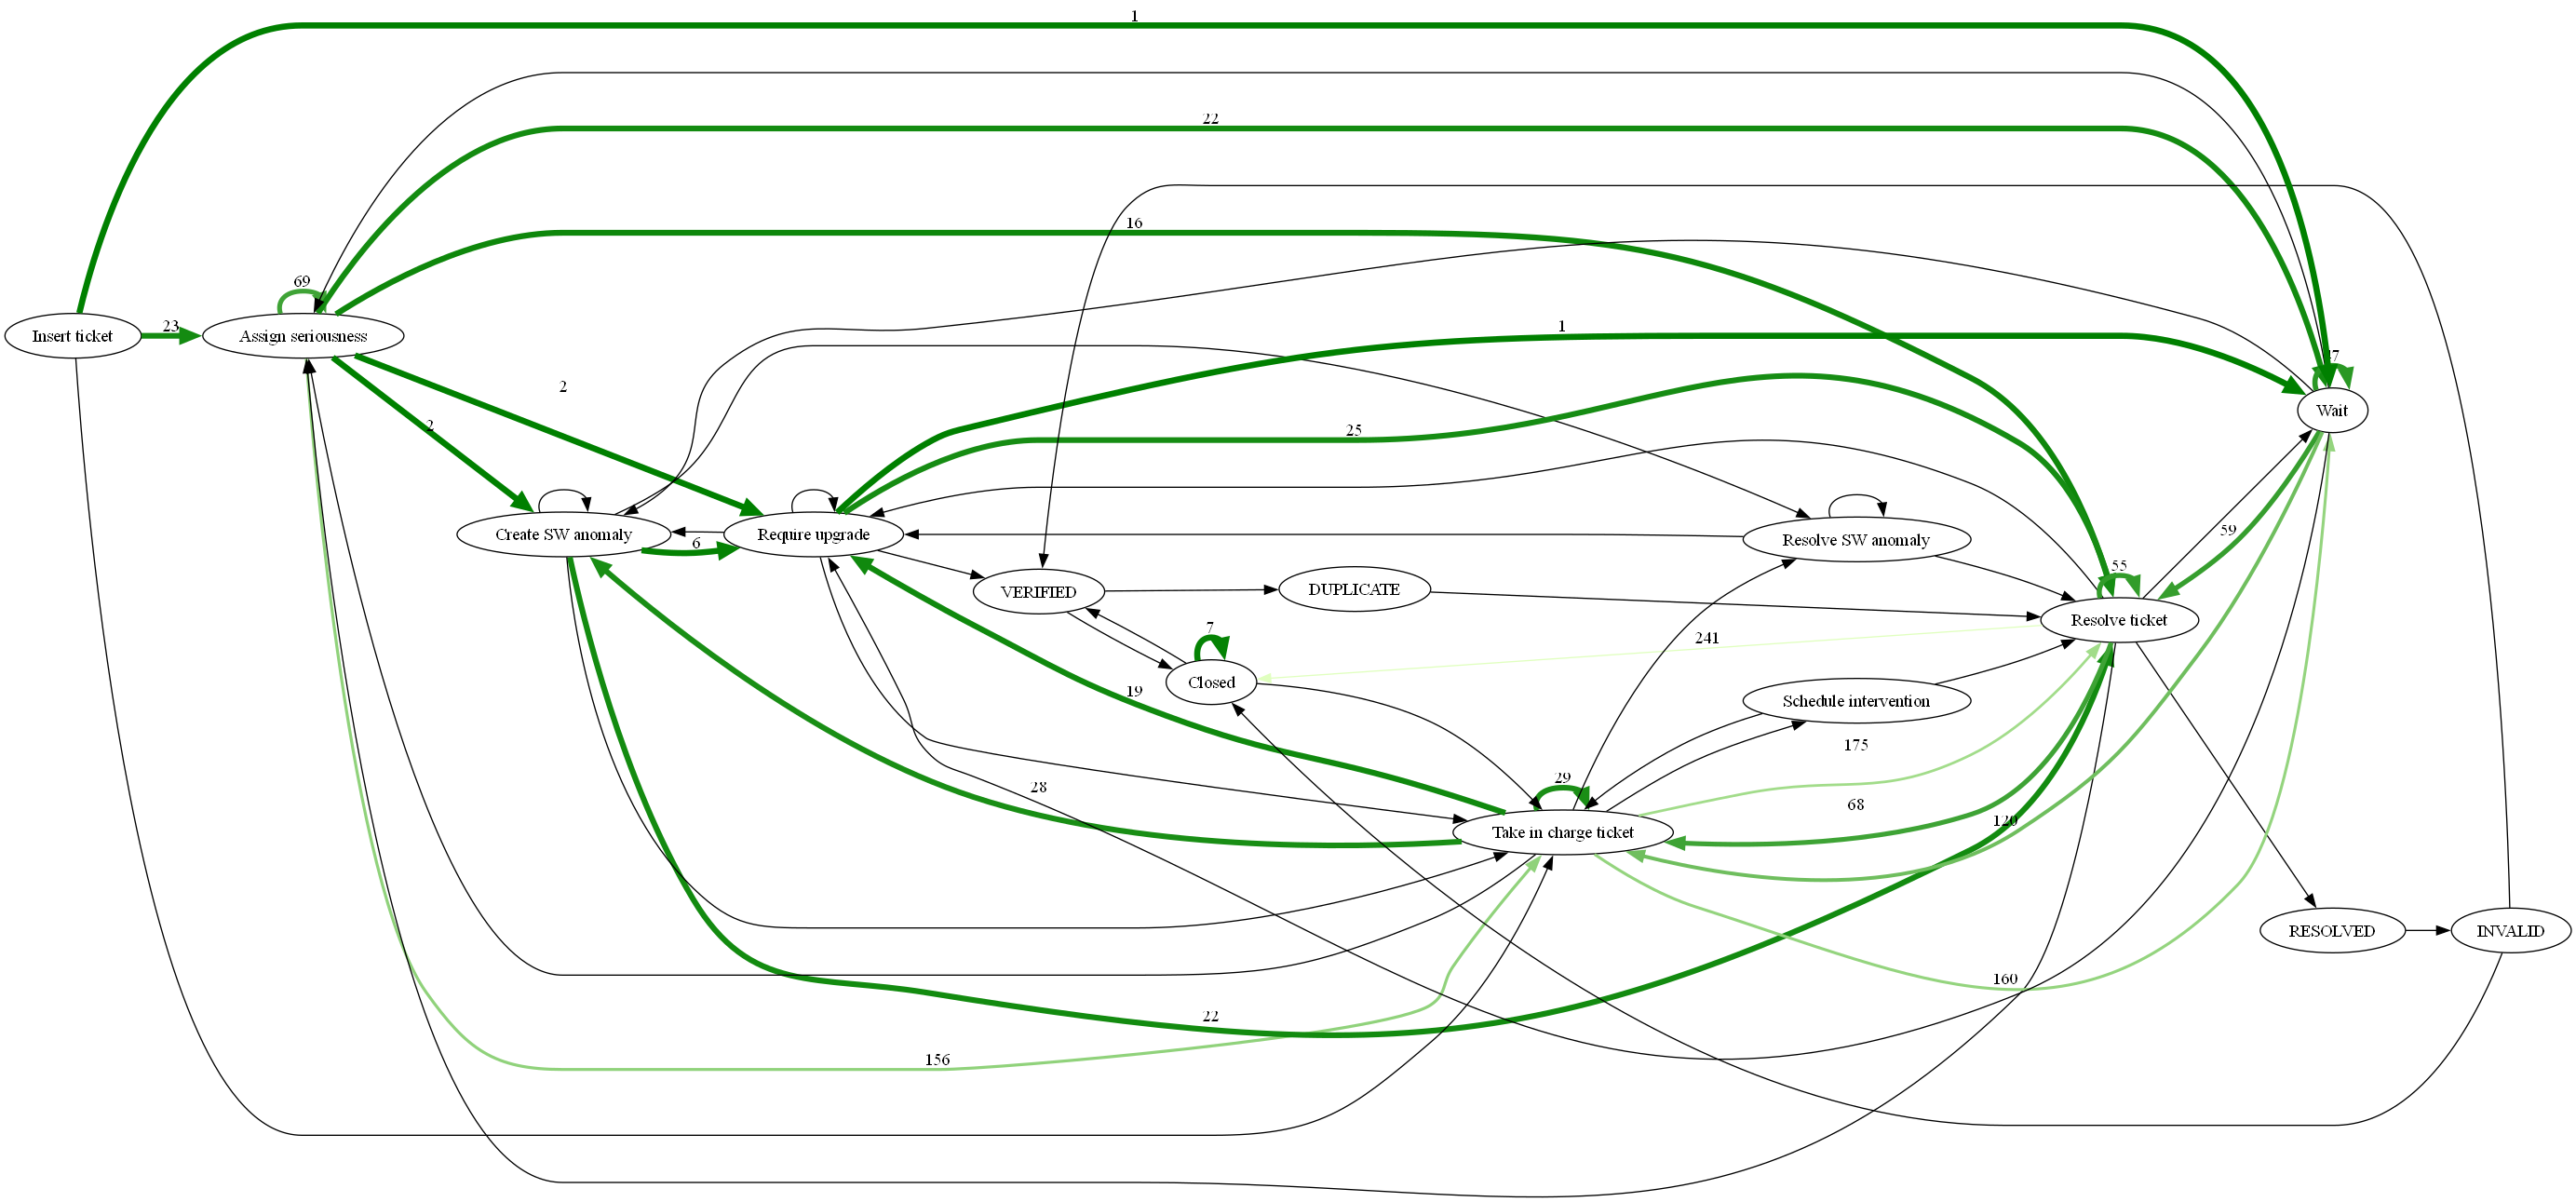 1
22
16
69
Insert ticket
23
Assign seriousness
1
2
Wait
2
25
Create SW anomaly
6
Require upgrade
Resolve SW anomaly
59
55
VERIFIED
DUPLICATE
Resolve ticket
7
241
Closed
19
Schedule intervention
175
28
29
68
120
Take in charge ticket
RESOLVED
INVALID
160
22
156